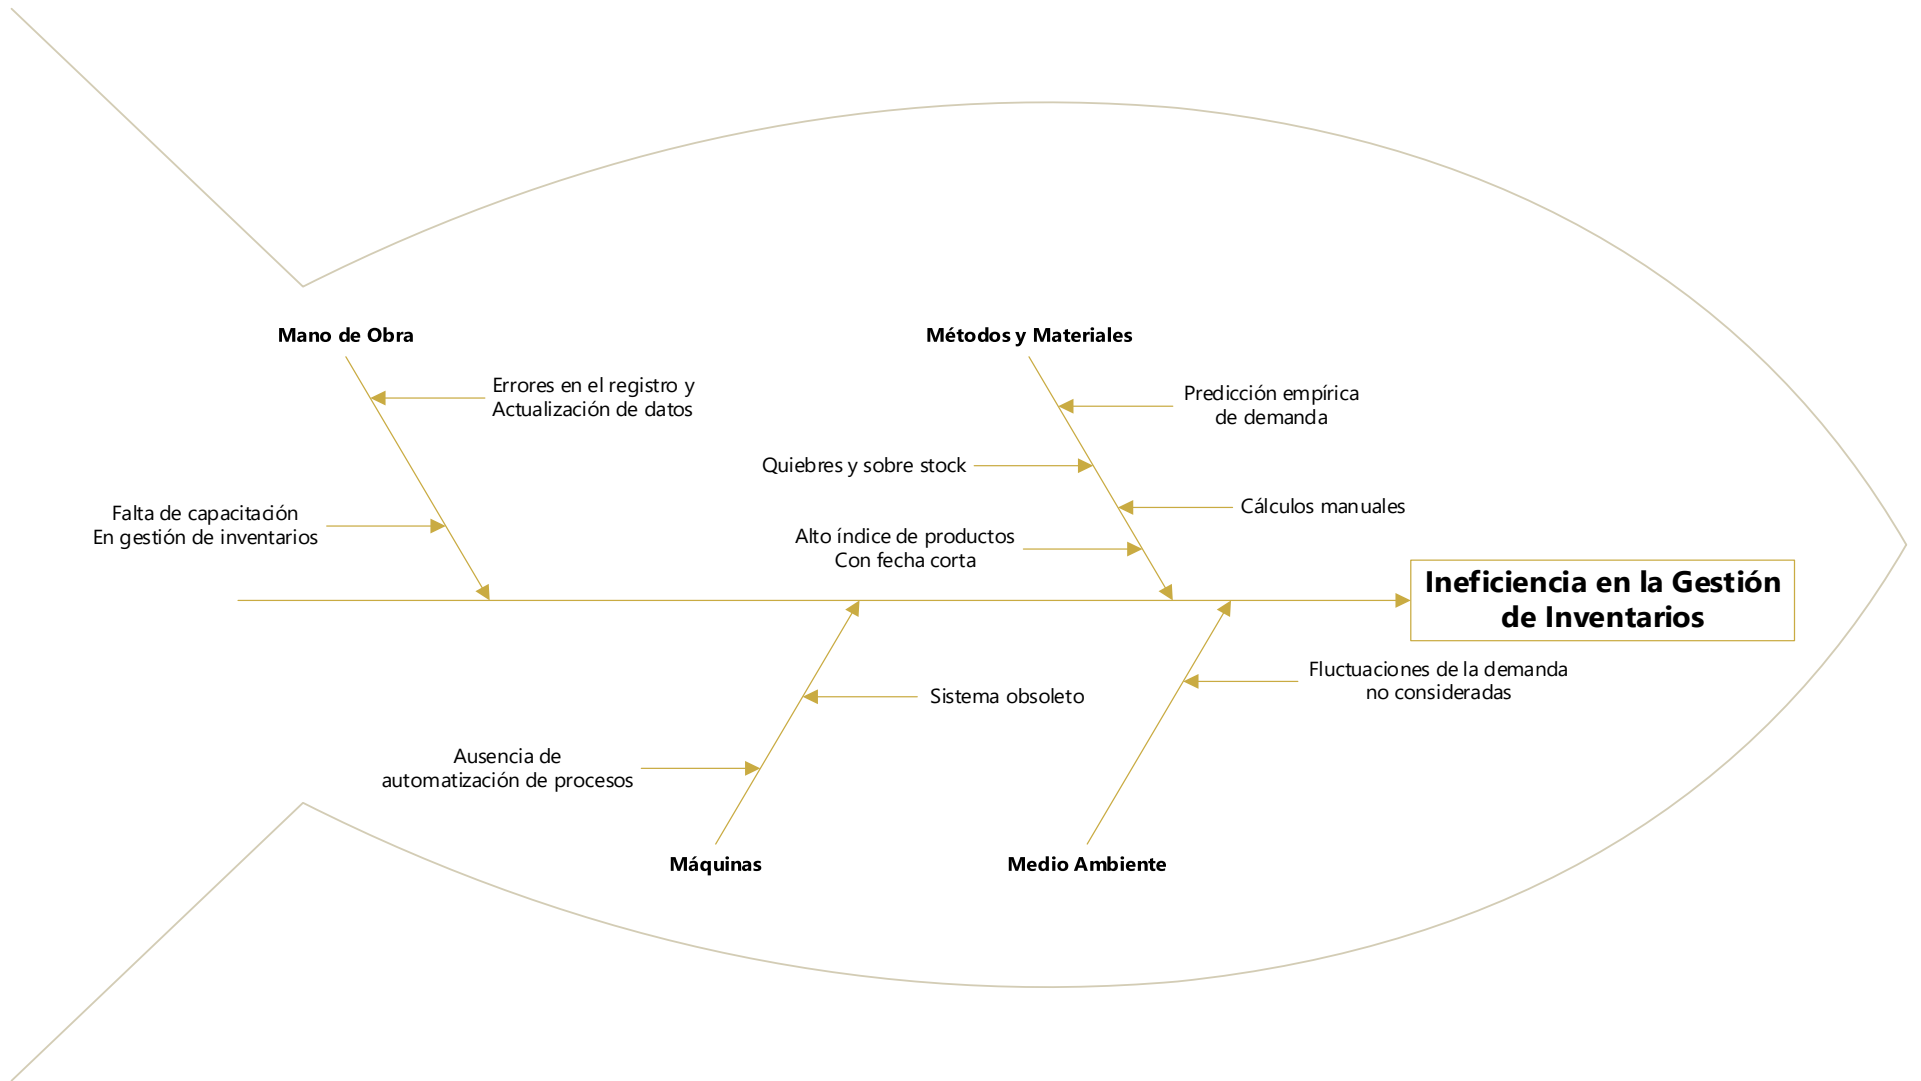 Mano de Obra
Métodos y Materiales
Errores en el registro y
Actualización de datos
Predicción empírica
de demanda
Quiebres y sobre stock
Cálculos manuales
Falta de capacitación
En gestión de inventarios
Alto índice de productos
Con fecha corta
Ineficiencia en la Gestión
de Inventarios
Fluctuaciones de la demanda
no consideradas
Sistema obsoleto
Ausencia de
automatización de procesos
Máquinas
Medio Ambiente